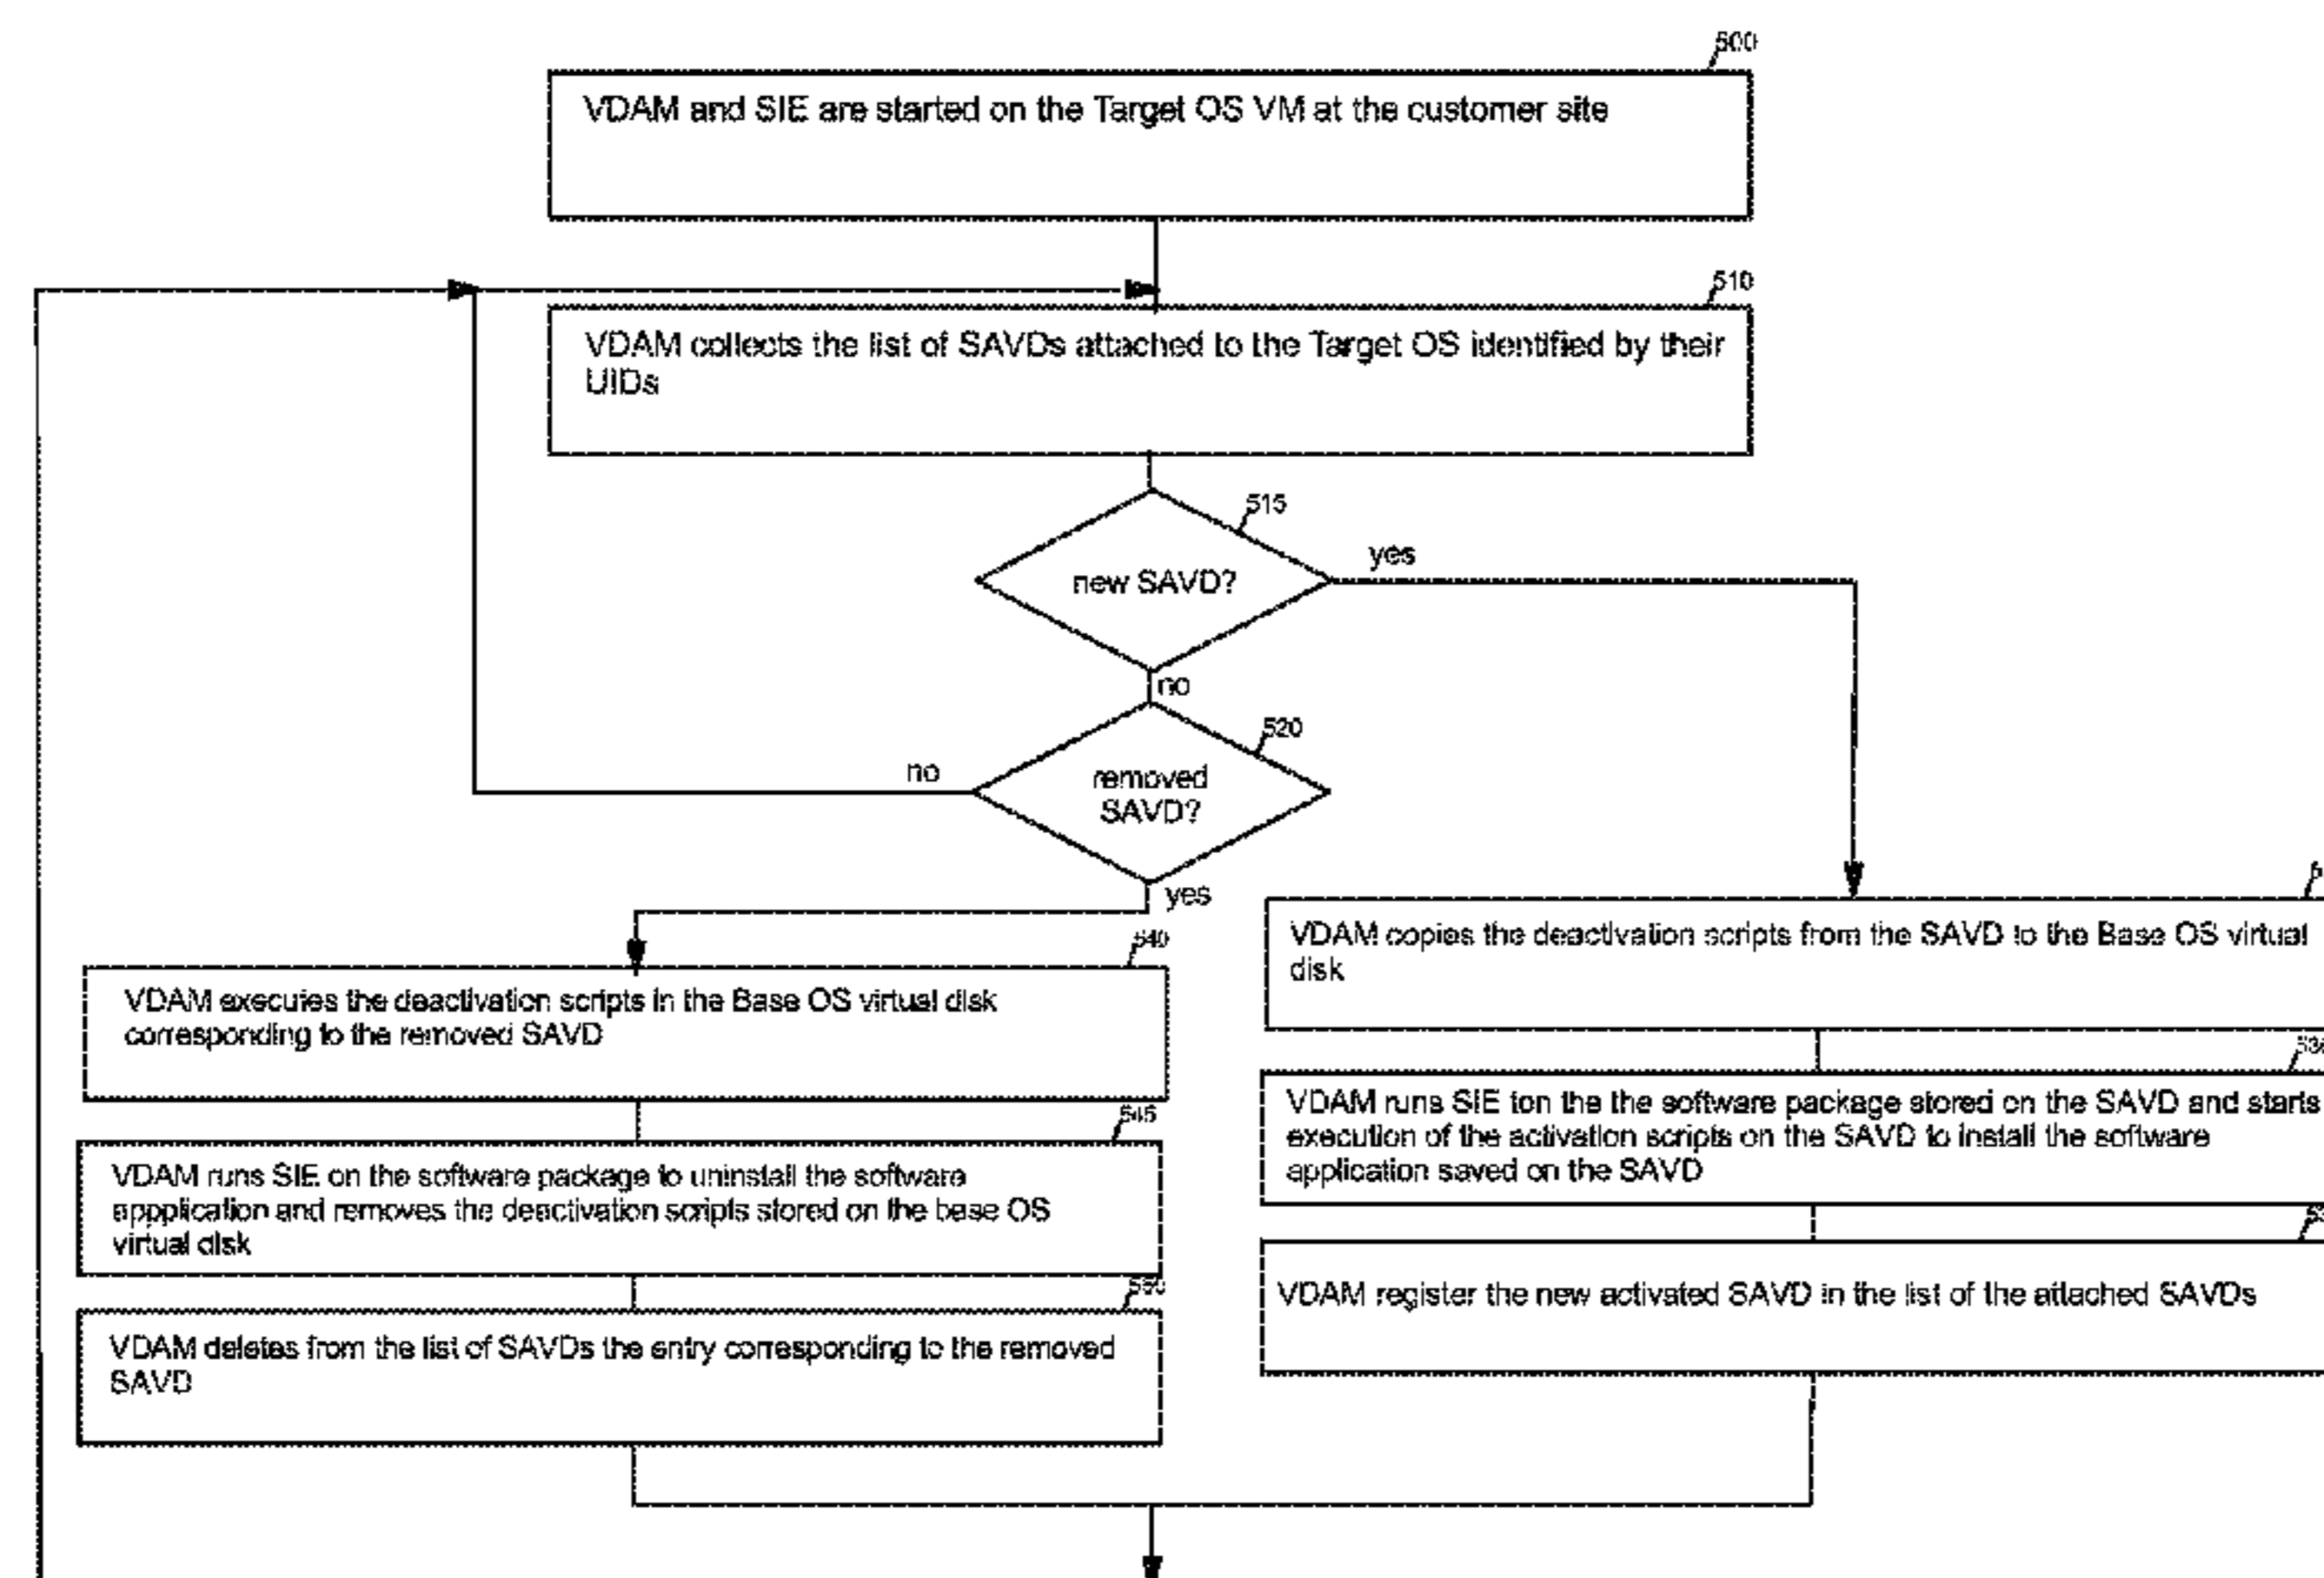 500
VDAM and SIE are started on the Target OS VM at the customer site
510
VDAM collects the list of SAVDs attached to the Target OS identified by their
UIDs
515
new SAVD?
yes
no
520
removed
SAVD?
no
yes
540
VDAM executes the deactivation scripts in the Base OS virtual disk
corresponding to the removed SAVD
545
VDAM runs SIE on the software package to uninstall the software
appplication and removes the deactivation scripts stored on the base OS
virtual disk
550
VDAM deletes from the list of SAVDs the entry corresponding to the removed
SAVD
VDAM copies the deactivation scripts from the SAVD to the Base OS virtual
disk
VDAM runs SIE ton the the software package stored on the SAVD and starts
execution of the activation scripts on the SAVD to install the software
application saved on the SAVD
VDAM register the new activated SAVD in the list of the attached SAVDs